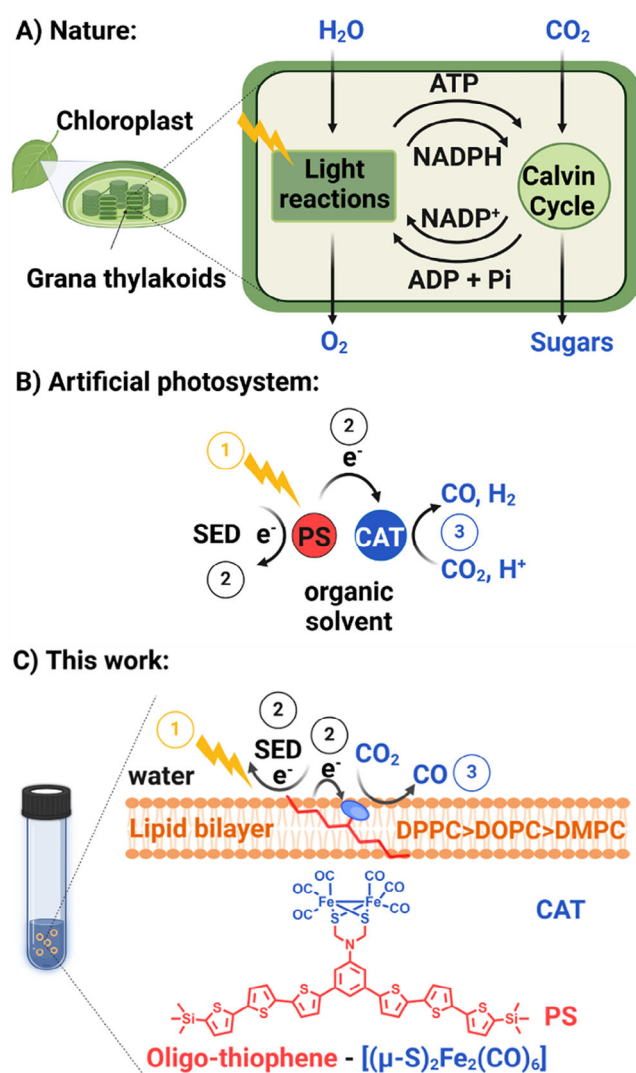 A) Nature:
H₂O
CO₂
Chloroplast
Grana thylakoids
ATP
NADPH
Light
reactions
Calvin
Cycle
NADP⁺
ADP + Pi
O₂
Sugars
B) Artificial photosystem:
1
2
e⁻
SED e⁻
PS
CAT
CO, H₂
3
CO₂, H⁺
2
organic
solvent
C) This work:
1
2
2
SED
e⁻
e⁻
CO₂
CO
3
water
Lipid bilayer
DPPC>DOPC>DMPC
OC
CO
OC
Fe
Fe
CO
OC
S
S
CO
N
CAT
S
S
S
S
S
S
Si
Si
PS
Oligo-thiophene - [(μ-S)₂Fe₂(CO)₆]